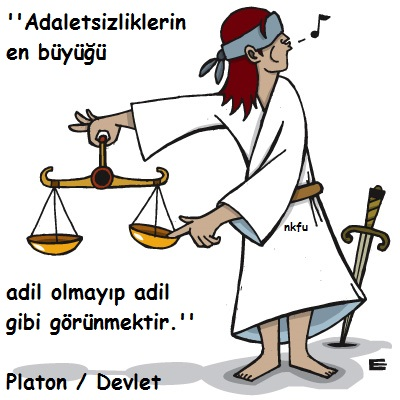 ''Adaletsizliklerin
en büyüğü
nkfu
adil olmayıp adil
gibi görünmektir.''
Platon / Devlet
E